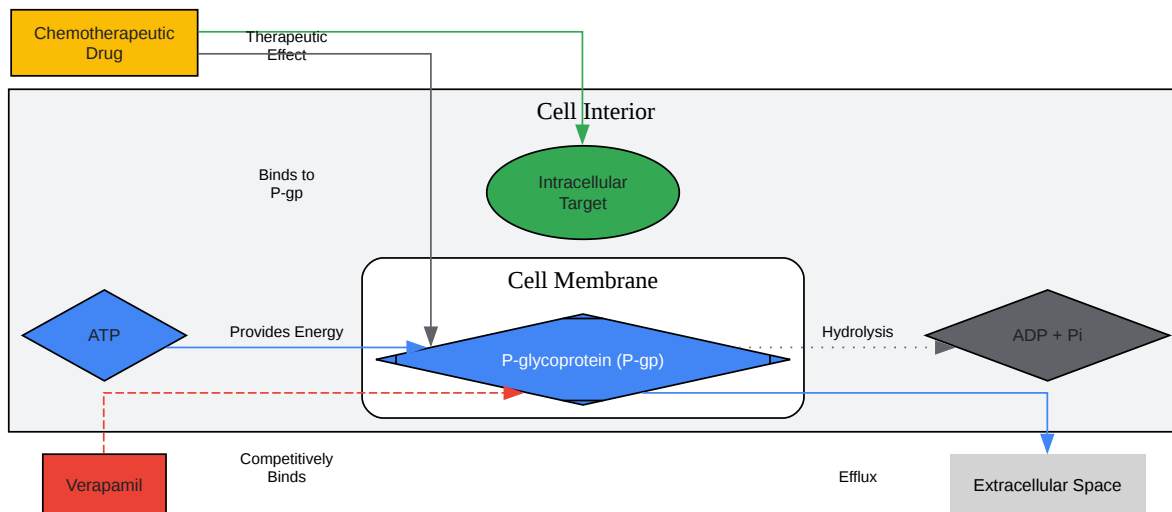 Chemotherapeutic
Drug
Therapeutic
Effect
Cell Interior
Binds to
P-gp
Intracellular
Target
Cell Membrane
ATP
Provides Energy
P-glycoprotein (P-gp)
Hydrolysis
ADP + Pi
Verapamil
Competitively
Binds
Efflux
Extracellular Space